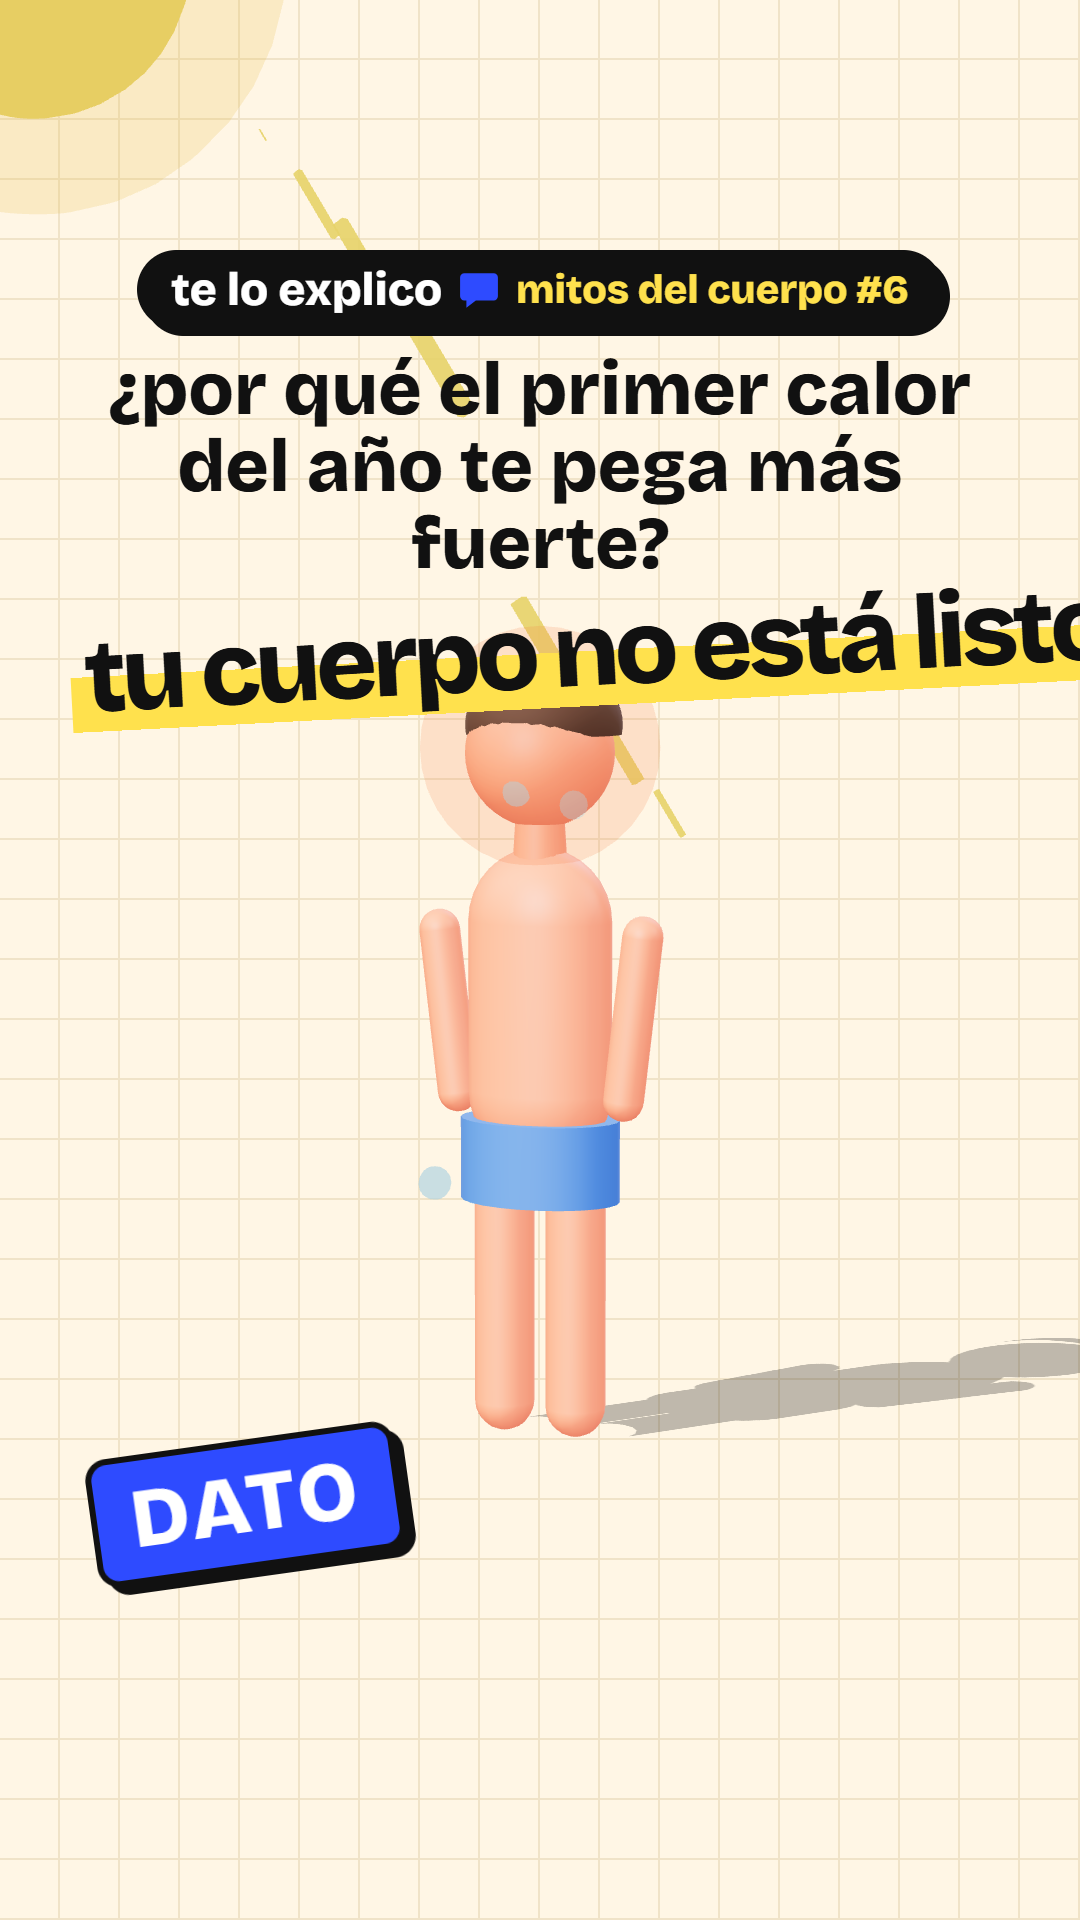 te lo explico mitos del cuerpo #6
¿por qué el primer calor
del año te pega más
fuerte?
tu cuerpo no está listo
DATO